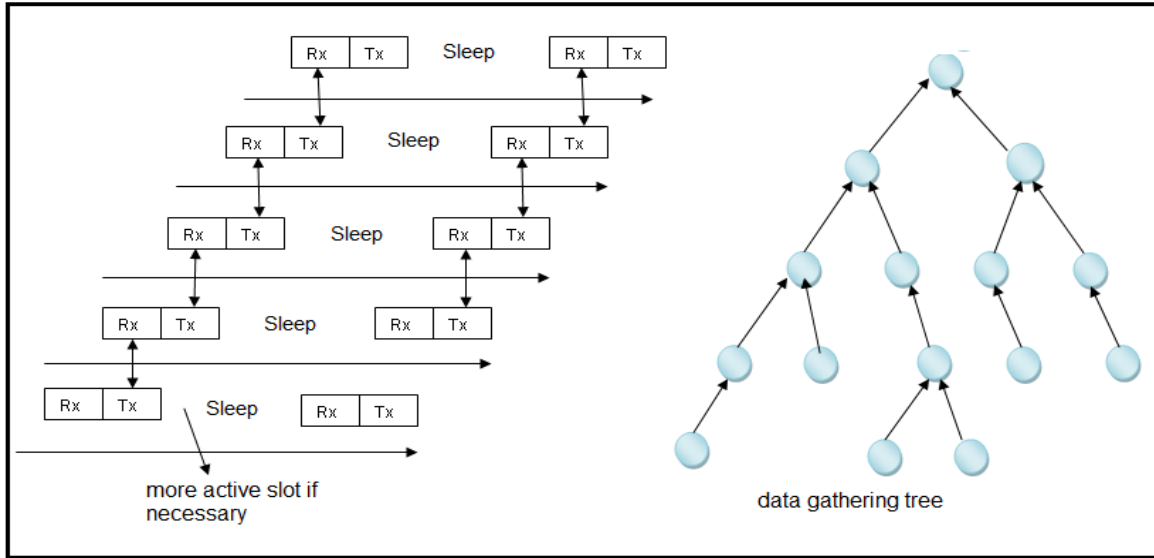 Rx Tx Sleep Rx Tx
Rx Tx Sleep Rx Tx
Rx Tx Sleep Rx Tx
Rx Tx Sleep Rx Tx
Rx Tx Sleep Rx Tx
more active slot if
necessary
data gathering tree